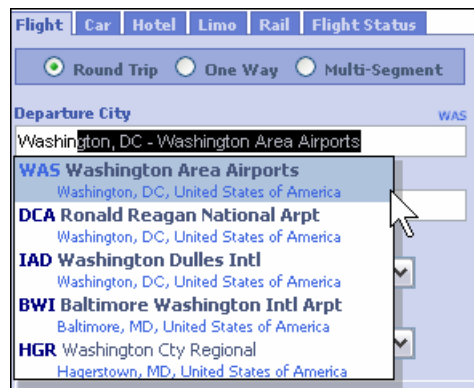 Flight Car Hotel Limo Rail Flight Status
Round Trip One Way Multi-Segment
Departure City WAS
Washington, DC - Washington Area Airports
WAS Washington Area Airports
Washington, DC, United States of America
DCA Ronald Reagan National Arpt
Washington, DC, United States of America
IAD Washington Dulles Intl
Washington, DC, United States of America
BWI Baltimore Washington Intl Arpt
Baltimore, MD, United States of America
HGR Washington Cty Regional
Hagerstown, MD, United States of America